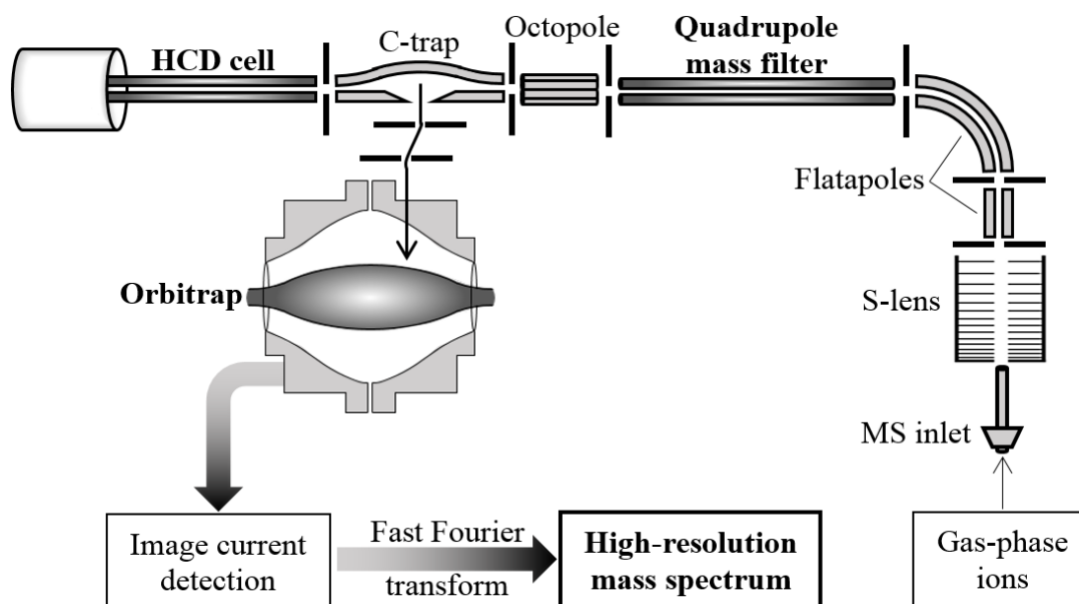 Octopole
Quadrupole
mass filter
C-trap
HCD cell
Flatapoles
Orbitrap
S-lens
MS inlet
Image current
detection
Fast Fourier
transform
High-resolution
mass spectrum
Gas-phase
ions